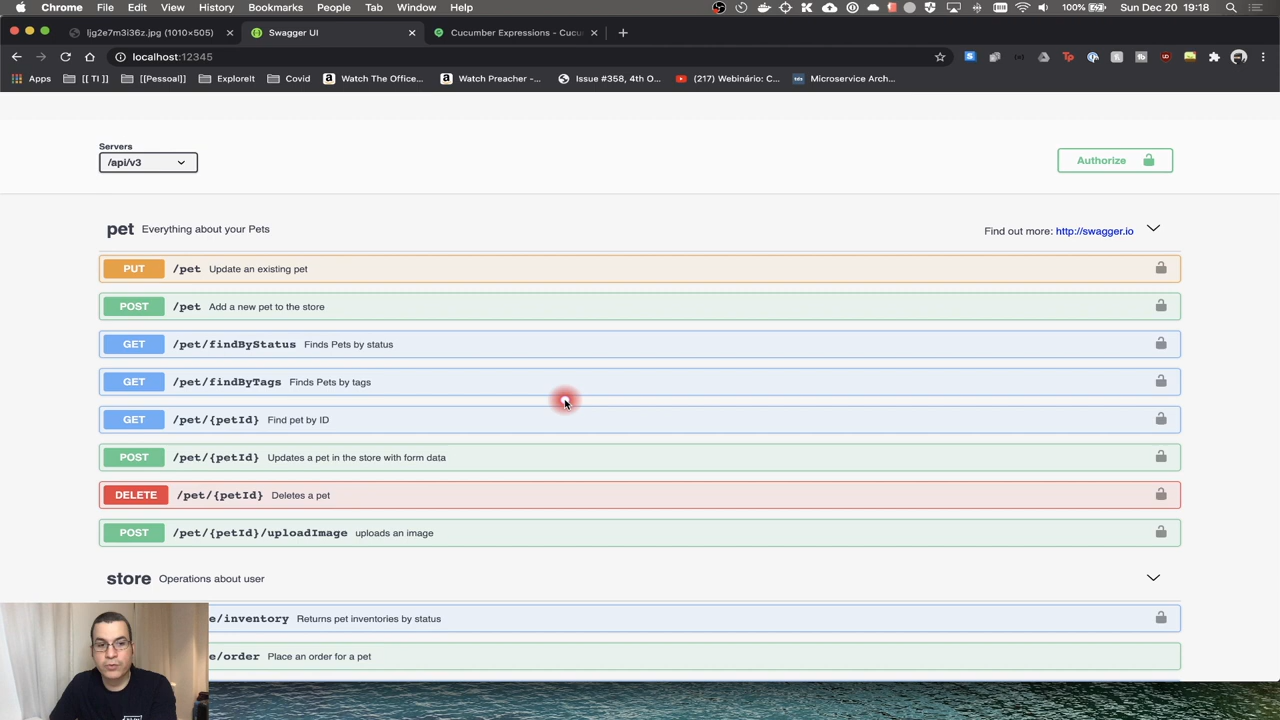 Chrome File Edit View History Bookmarks People Tab Window Help 100% Sun Dec 20 19:18
ljg2e7m3i36z.jpg (1010×505) Swagger UI Cucumber Expressions - Cucu
localhost:12345
Apps [[ TI ]] [[Pessoal]] ExploreIt Covid Watch The Office... Watch Preacher -... Issue #358, 4th O... (217) Webinário: C... Microservice Arch...
Servers
/api/v3
Authorize
pet Everything about your Pets Find out more: http://swagger.io
PUT /pet Update an existing pet
POST /pet Add a new pet to the store
GET /pet/findByStatus Finds Pets by status
GET /pet/findByTags Finds Pets by tags
GET /pet/{petId} Find pet by ID
POST /pet/{petId} Updates a pet in the store with form data
DELETE /pet/{petId} Deletes a pet
POST /pet/{petId}/uploadImage uploads an image
store Operations about user
e/inventory Returns pet inventories by status
e/order Place an order for a pet